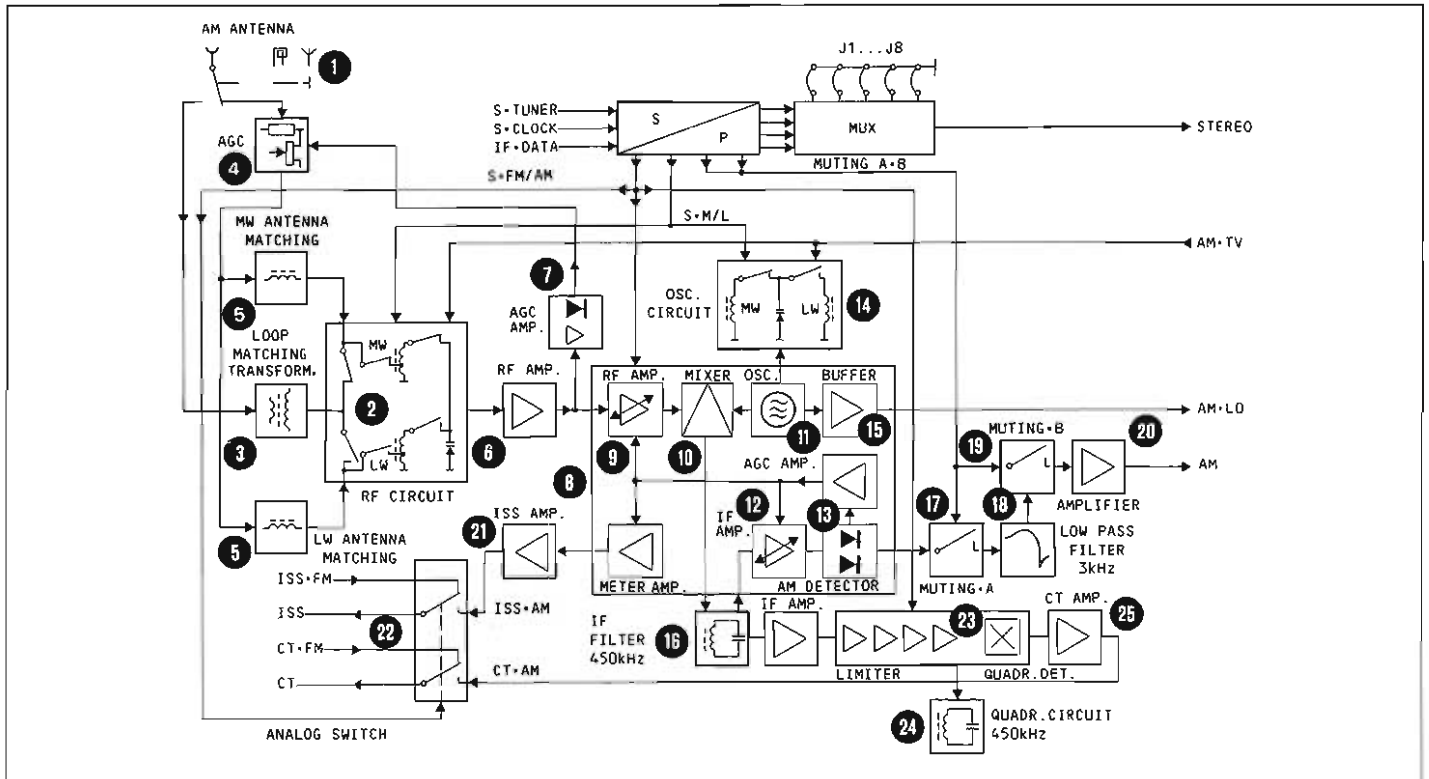 AM ANTENNA
1
J1...J8
S•TUNER
S•CLOCK
IF•DATA
S
P
MUX
STEREO
AGC
4
MUTING A•B
S•FM/AM
MW ANTENNA
MATCHING
S•M/L
AM•TV
5
7
AGC
AMP.
OSC.
CIRCUIT
MW
LW
14
LOOP
MATCHING
TRANSFORM.
MW
2
LW
RF CIRCUIT
3
RF AMP.
6
RF AMP.
MIXER
OSC.
BUFFER
9
10
11
15
AM•LO
8
AGC AMP.
19
MUTING•B
20
AM
AMPLIFIER
5
LW ANTENNA
MATCHING
21
ISS AMP.
METER AMP.
12
IF
AMP.
13
AM DETECTOR
17
MUTING•A
18
LOW PASS
FILTER
3kHz
ISS•FM
ISS
CT•FM
CT
22
ISS•AM
CT•AM
ANALOG SWITCH
IF
FILTER
450kHz
16
IF AMP.
LIMITER
23
QUADR.DET.
CT AMP.
25
24
QUADR.CIRCUIT
450kHz